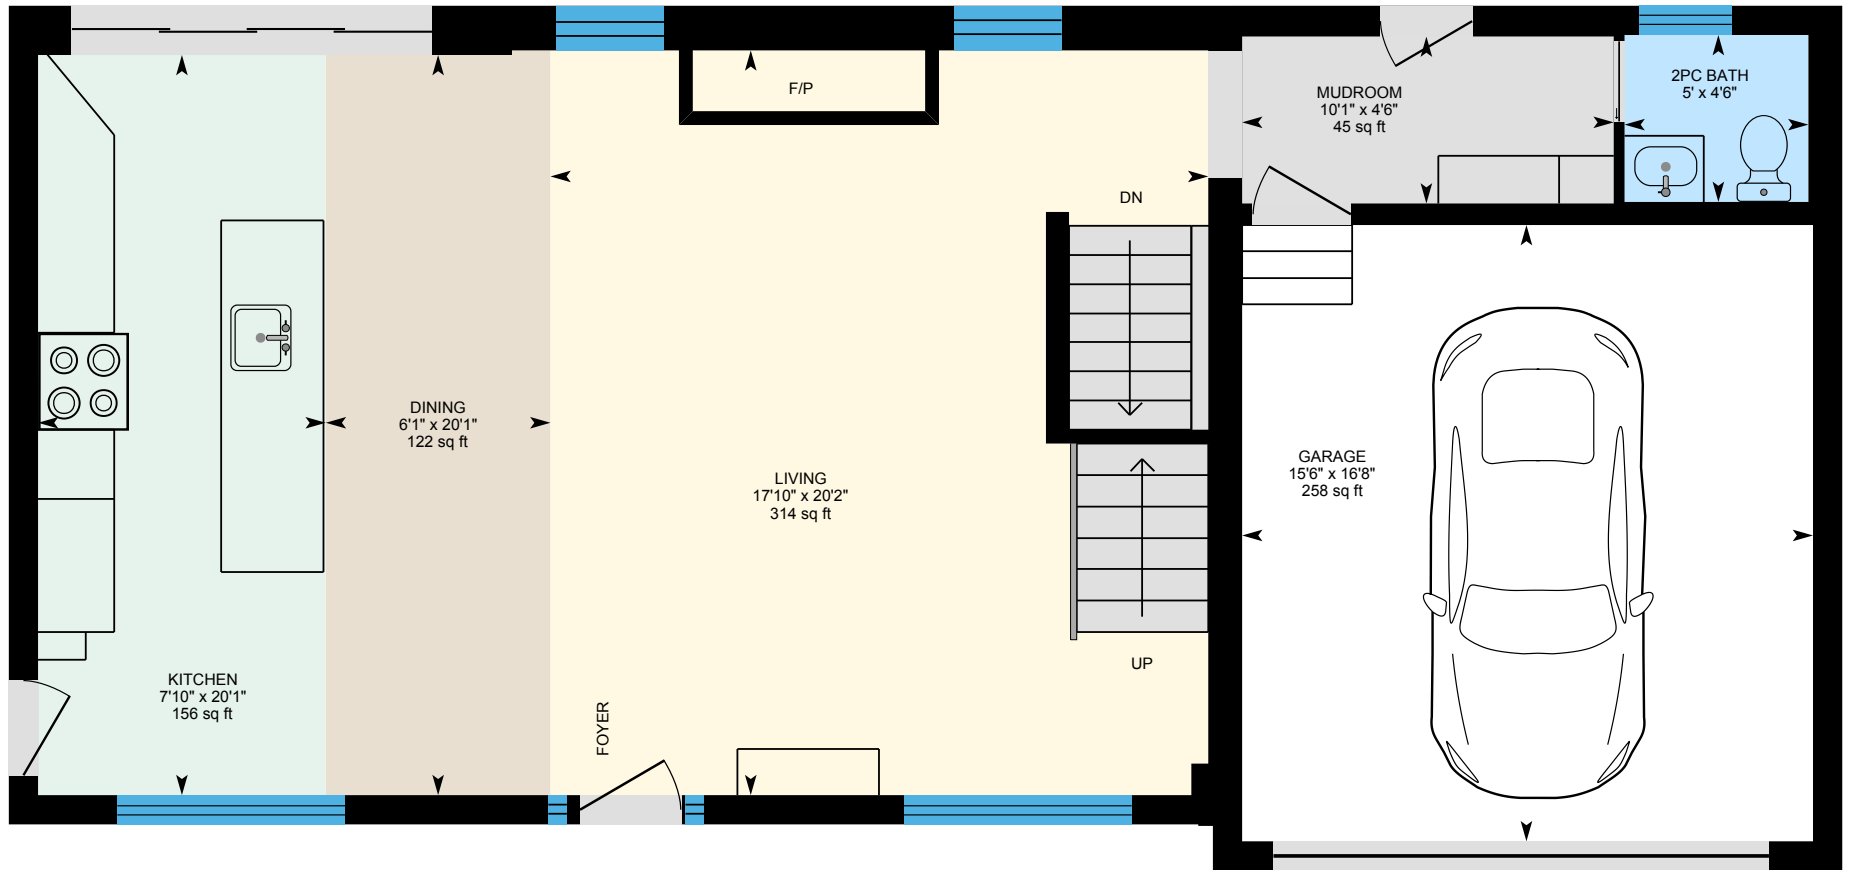 F/P
MUDROOM
10'1" x 4'6"
45 sq ft
2PC BATH
5' x 4'6"
DN
DINING
6'1" x 20'1"
122 sq ft
LIVING
17'10" x 20'2"
314 sq ft
GARAGE
15'6" x 16'8"
258 sq ft
UP
KITCHEN
7'10" x 20'1"
156 sq ft
FOYER